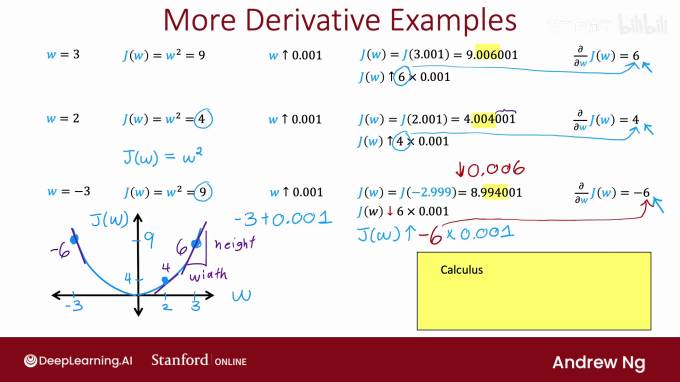 More Derivative Examples
bilibili
w = 3 J(w) = w² = 9 w ↑ 0.001 J(w) = J(3.001) = 9.006001 ∂/∂w J(w) = 6
J(w) ↑ 6 × 0.001
w = 2 J(w) = w² = 4 w ↑ 0.001 J(w) = J(2.001) = 4.004001 ∂/∂w J(w) = 4
J(w) ↑ 4 × 0.001
J(w) = w²
↓0.006
w = −3 J(w) = w² = 9 w ↑ 0.001 J(w) = J(−2.999) = 8.994001 ∂/∂w J(w) = −6
J(w) ↓ 6 × 0.001
J(w) ↑ -6 × 0.001
J(w) -3+0.001
9
-6 6 height
4 4 width
-3 2 3 w
Calculus
DeepLearning.AI Stanford ONLINE Andrew Ng